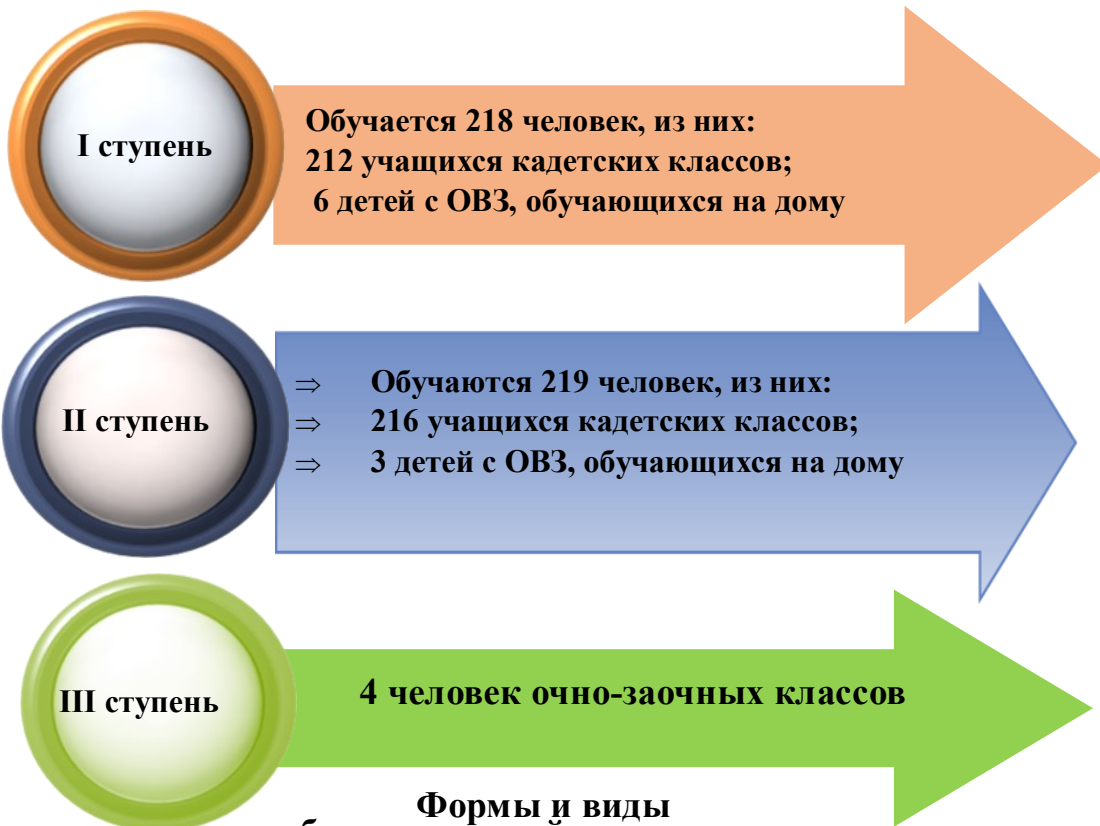 I ступень
Обучается 218 человек, из них:
212 учащихся кадетских классов;
6 детей с ОВЗ, обучающихся на дому
II ступень
⇒ Обучаются 219 человек, из них:
⇒ 216 учащихся кадетских классов;
⇒ 3 детей с ОВЗ, обучающихся на дому
III ступень
4 человек очно-заочных классов
Формы и виды